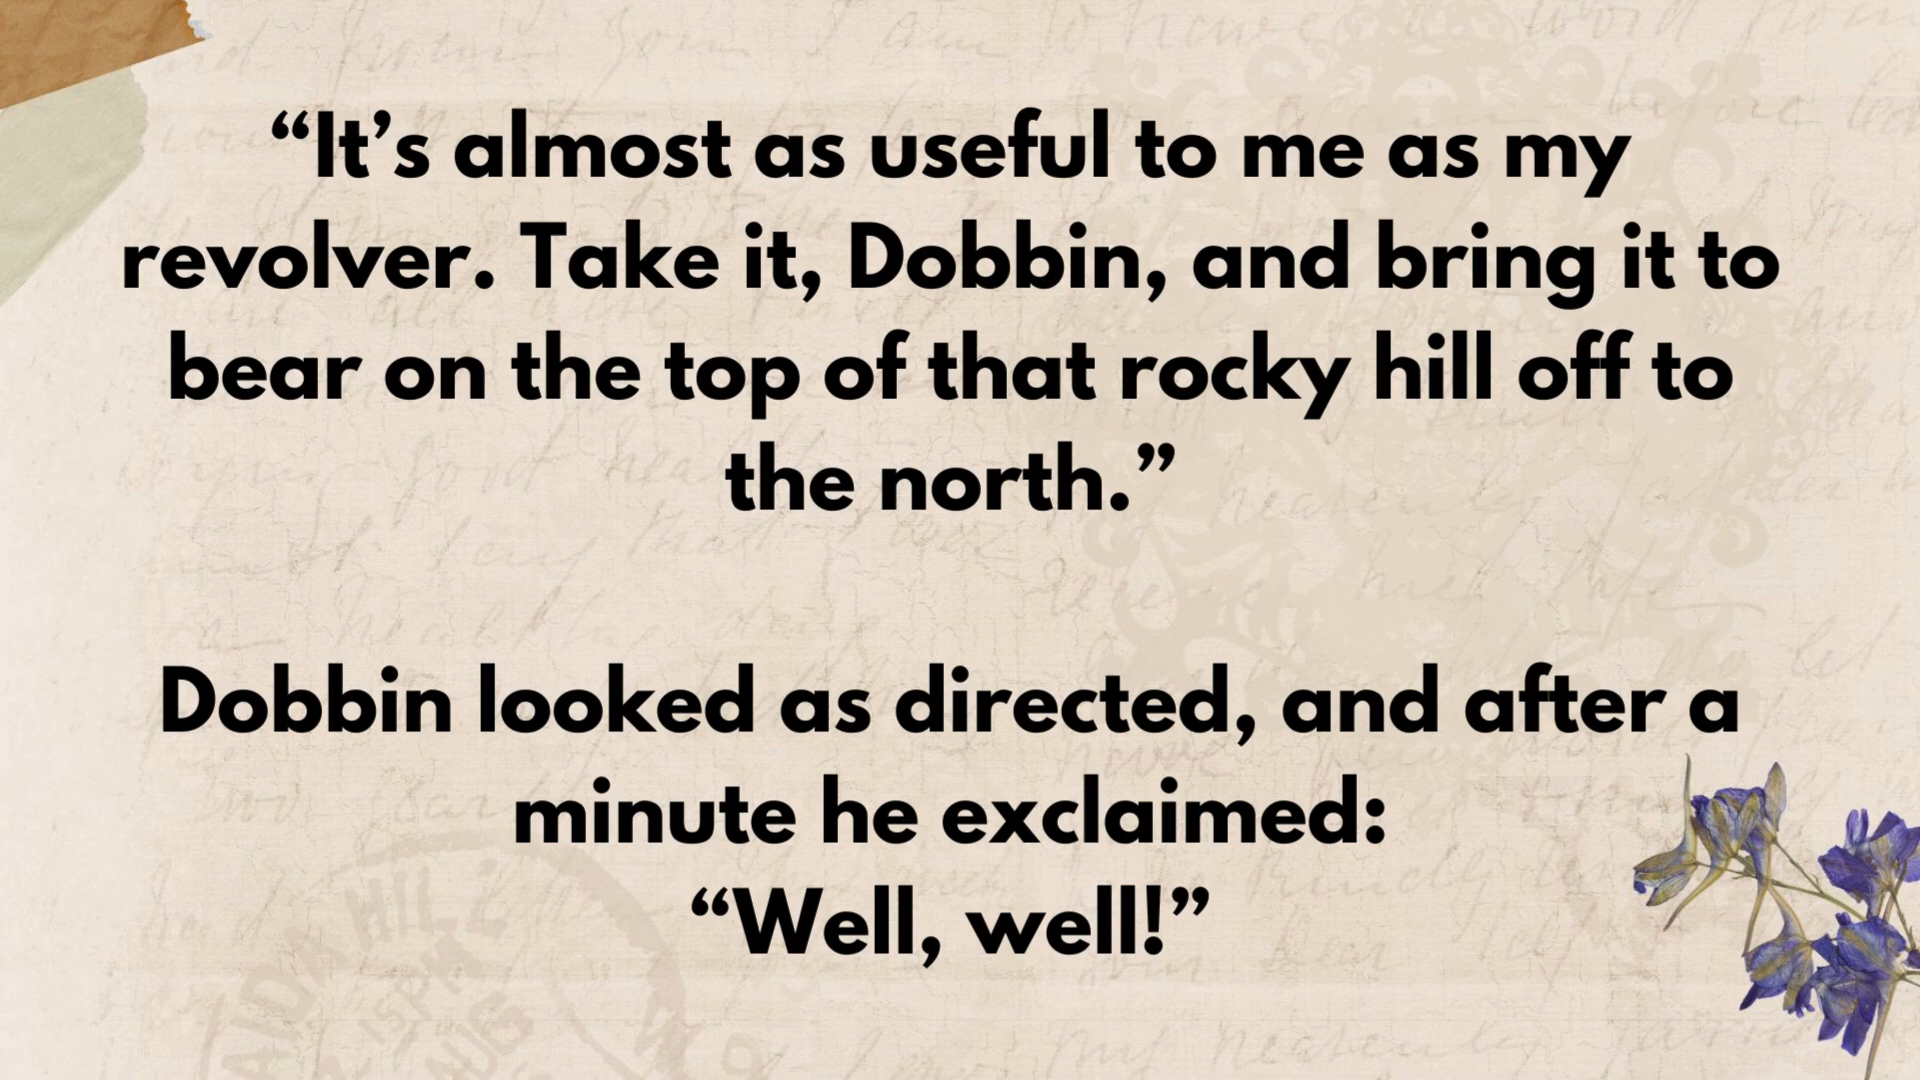 “It’s almost as useful to me as my
revolver. Take it, Dobbin, and bring it to
bear on the top of that rocky hill off to
the north.”
Dobbin looked as directed, and after a
minute he exclaimed:
“Well, well!”